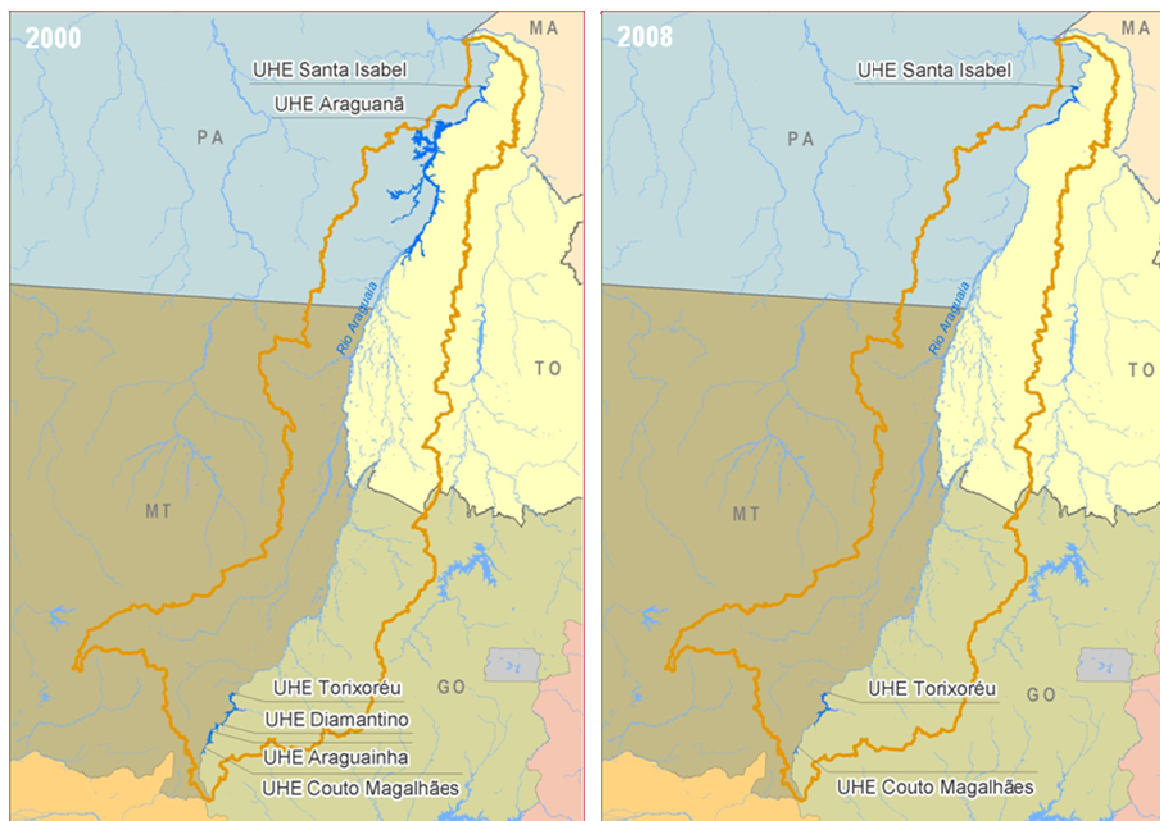 2000
MA
UHE Santa Isabel
UHE Araguanã
PA
Rio Araguaia
TO
MT
GO
UHE Torixoréu
UHE Diamantino
UHE Araguainha
UHE Couto Magalhães
2008
MA
UHE Santa Isabel
PA
Rio Araguaia
TO
MT
GO
UHE Torixoréu
UHE Couto Magalhães